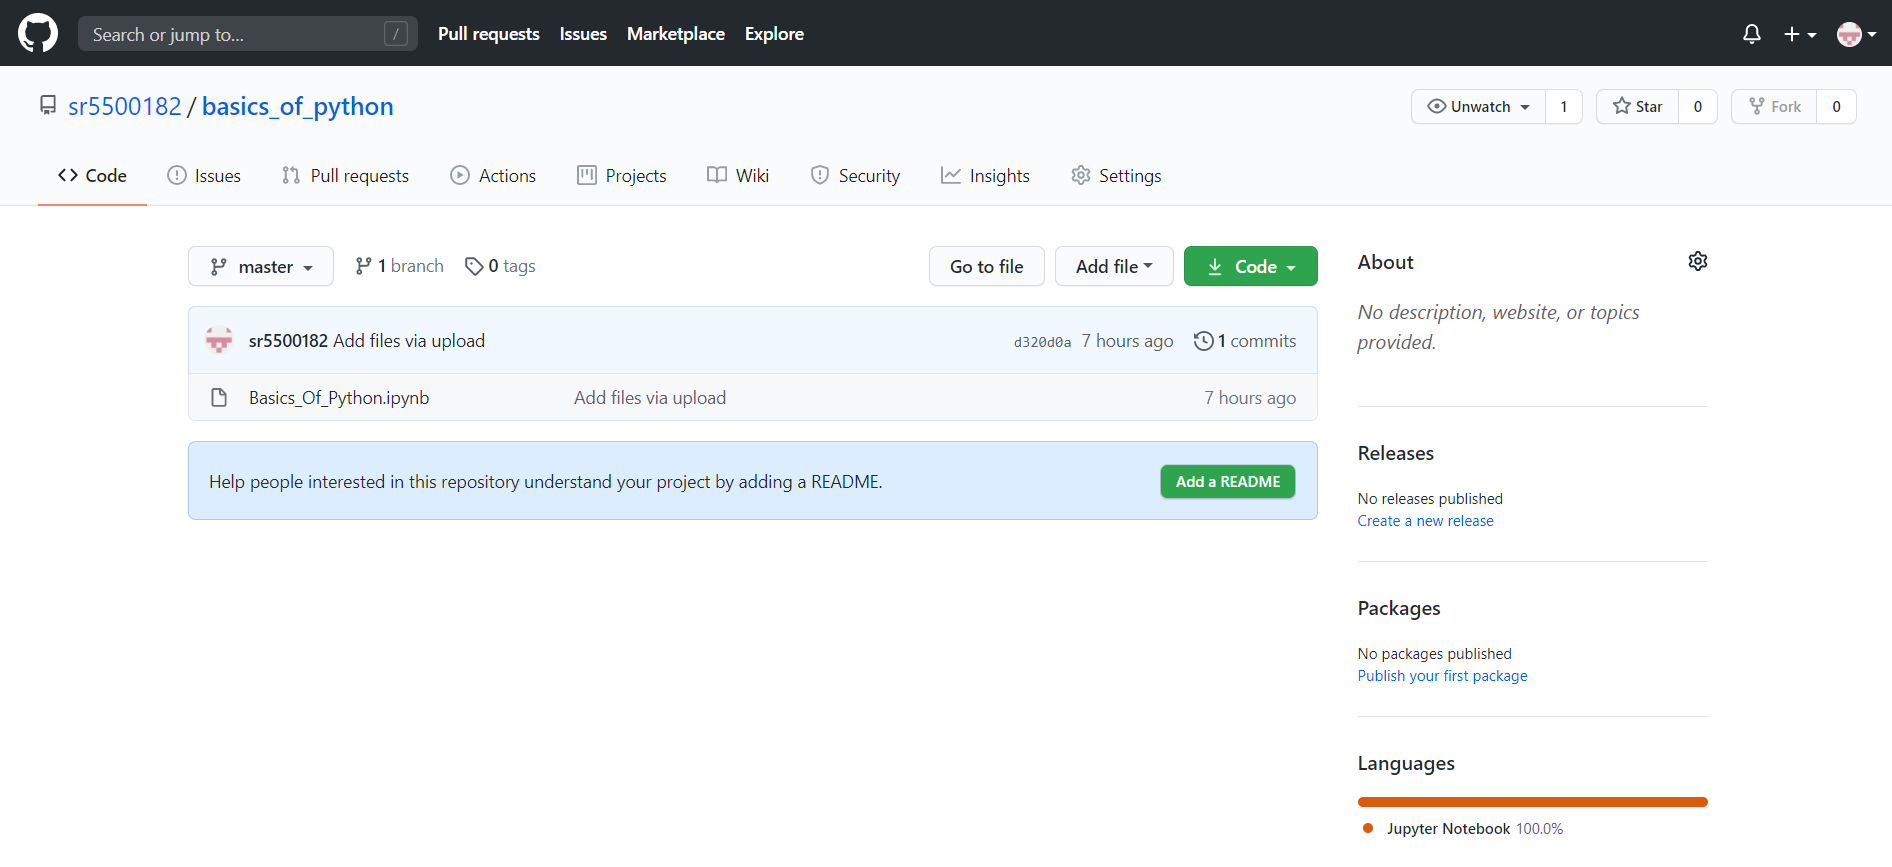 Search or jump to... / Pull requests Issues Marketplace Explore
sr5500182 / basics_of_python Unwatch 1 Star 0 Fork 0
Code Issues Pull requests Actions Projects Wiki Security Insights Settings
master 1 branch 0 tags Go to file Add file Code
sr5500182 Add files via upload d320d0a 7 hours ago 1 commits
Basics_Of_Python.ipynb Add files via upload 7 hours ago
Help people interested in this repository understand your project by adding a README. Add a README
About
No description, website, or topics
provided.
Releases
No releases published
Create a new release
Packages
No packages published
Publish your first package
Languages
Jupyter Notebook 100.0%